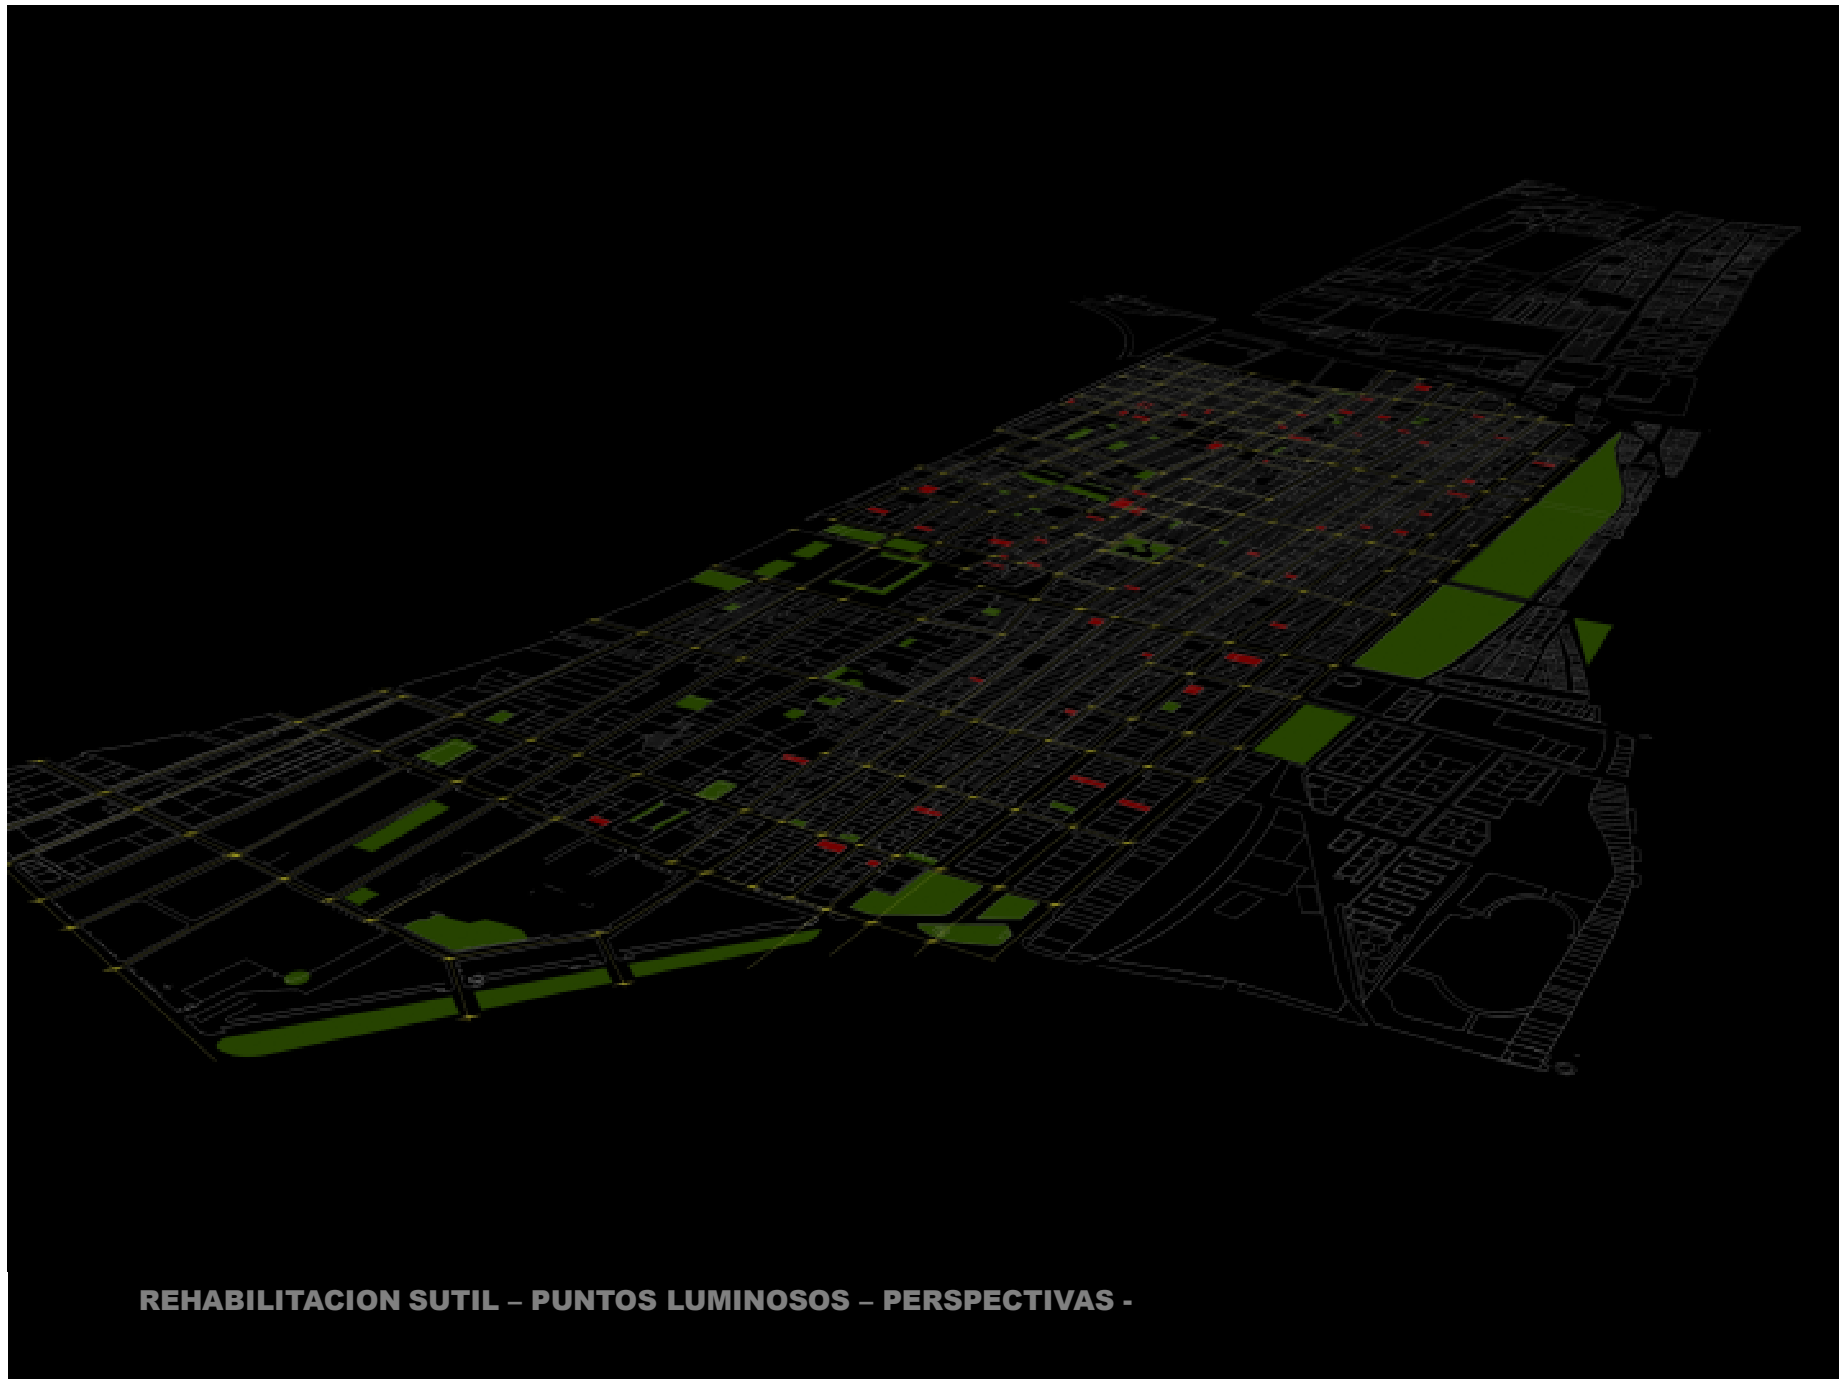 REHABILITACION SUTIL – PUNTOS LUMINOSOS – PERSPECTIVAS -